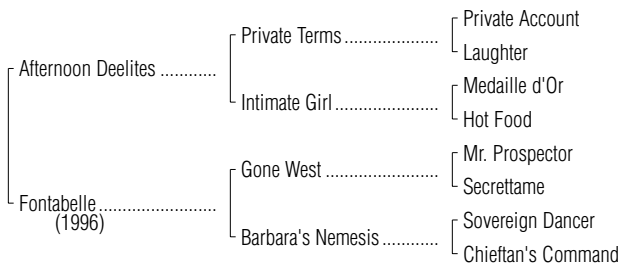 Private Account
Private Terms ....................
Laughter
Afternoon Deelites ............
Medaille d'Or
Intimate Girl ......................
Hot Food
Mr. Prospector
Gone West ........................
Secrettame
Fontabelle .........................
(1996)
Sovereign Dancer
Barbara's Nemesis ............
Chieftan's Command